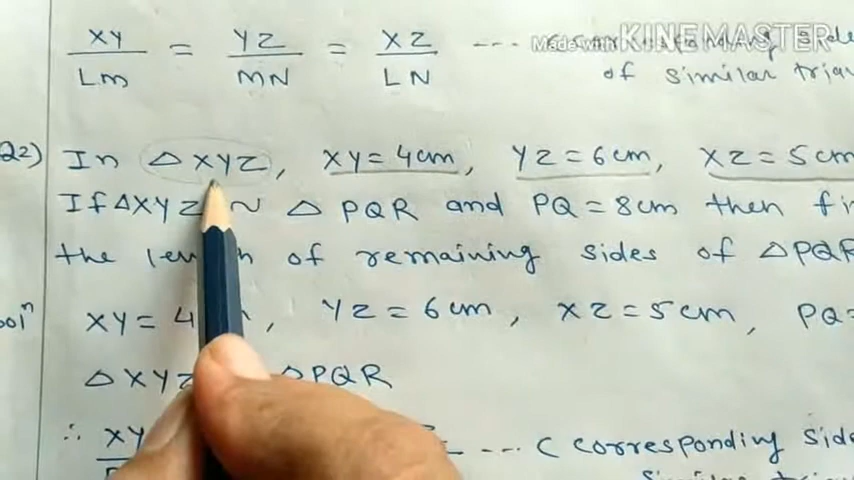 XY/LM = YZ/MN = XZ/LN ---
of similar
Made with KINEMASTER
Q2) In △XYZ, XY=4cm, YZ=6cm, XZ=5cm
If △XYZ ~ △PQR and PQ=8cm then
the of remaining sides of △PQR
XY= 4 , YZ=6cm, XZ=5cm, PQ=
△XYZ △PQR
∴ XY --- (corresponding